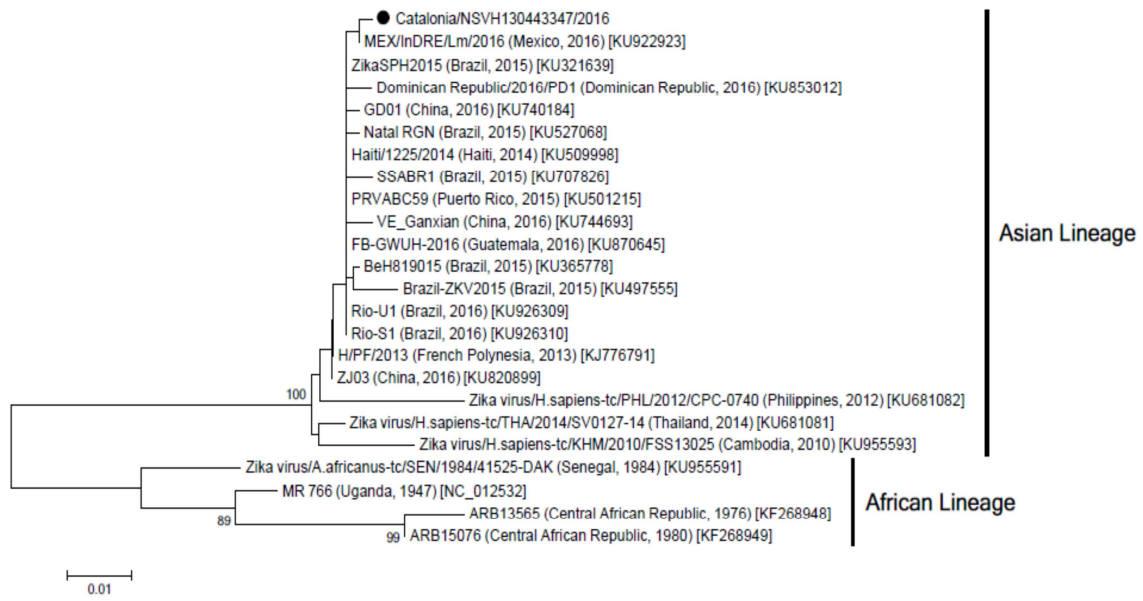 Catalonia/NSVH130443347/2016
MEX/InDRE/Lm/2016 (Mexico, 2016) [KU922923]
ZikaSPH2015 (Brazil, 2015) [KU321639]
Dominican Republic/2016/PD1 (Dominican Republic, 2016) [KU853012]
GD01 (China, 2016) [KU740184]
Natal RGN (Brazil, 2015) [KU527068]
Haiti/1225/2014 (Haiti, 2014) [KU509998]
SSABR1 (Brazil, 2015) [KU707826]
PRVABC59 (Puerto Rico, 2015) [KU501215]
VE_Ganxian (China, 2016) [KU744693]
Asian Lineage
FB-GWUH-2016 (Guatemala, 2016) [KU870645]
BeH819015 (Brazil, 2015) [KU365778]
Brazil-ZKV2015 (Brazil, 2015) [KU497555]
Rio-U1 (Brazil, 2016) [KU926309]
Rio-S1 (Brazil, 2016) [KU926310]
H/PF/2013 (French Polynesia, 2013) [KJ776791]
ZJ03 (China, 2016) [KU820899]
100
Zika virus/H.sapiens-tc/PHL/2012/CPC-0740 (Philippines, 2012) [KU681082]
Zika virus/H.sapiens-tc/THA/2014/SV0127-14 (Thailand, 2014) [KU681081]
Zika virus/H.sapiens-tc/KHM/2010/FSS13025 (Cambodia, 2010) [KU955593]
Zika virus/A.africanus-tc/SEN/1984/41525-DAK (Senegal, 1984) [KU955591]
MR 766 (Uganda, 1947) [NC_012532]
African Lineage
ARB13565 (Central African Republic, 1976) [KF268948]
89
99
ARB15076 (Central African Republic, 1980) [KF268949]
0.01